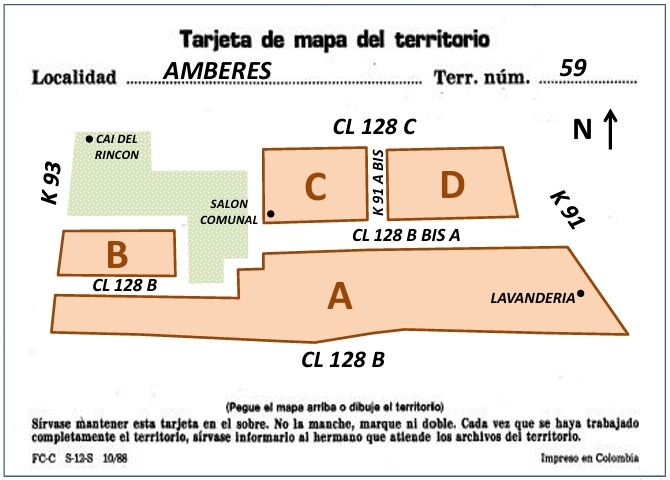 Tarjeta de mapa del territorio
Localidad AMBERES Terr. núm. 59
CL 128 C
N
CAI DEL
RINCON
K 93
K 91 A BIS
C
D
K 91
SALON
COMUNAL
CL 128 B BIS A
B
CL 128 B
A
LAVANDERIA
CL 128 B
(Pegue el mapa arriba o dibuje el territorio)
Sírvase mantener esta tarjeta en el sobre. No la manche, marque ni doble. Cada vez que se haya trabajado
completamente el territorio, sírvase informarlo al hermano que atiende los archivos del territorio.
FC-C S-12-S 10/88 Impreso en Colombia